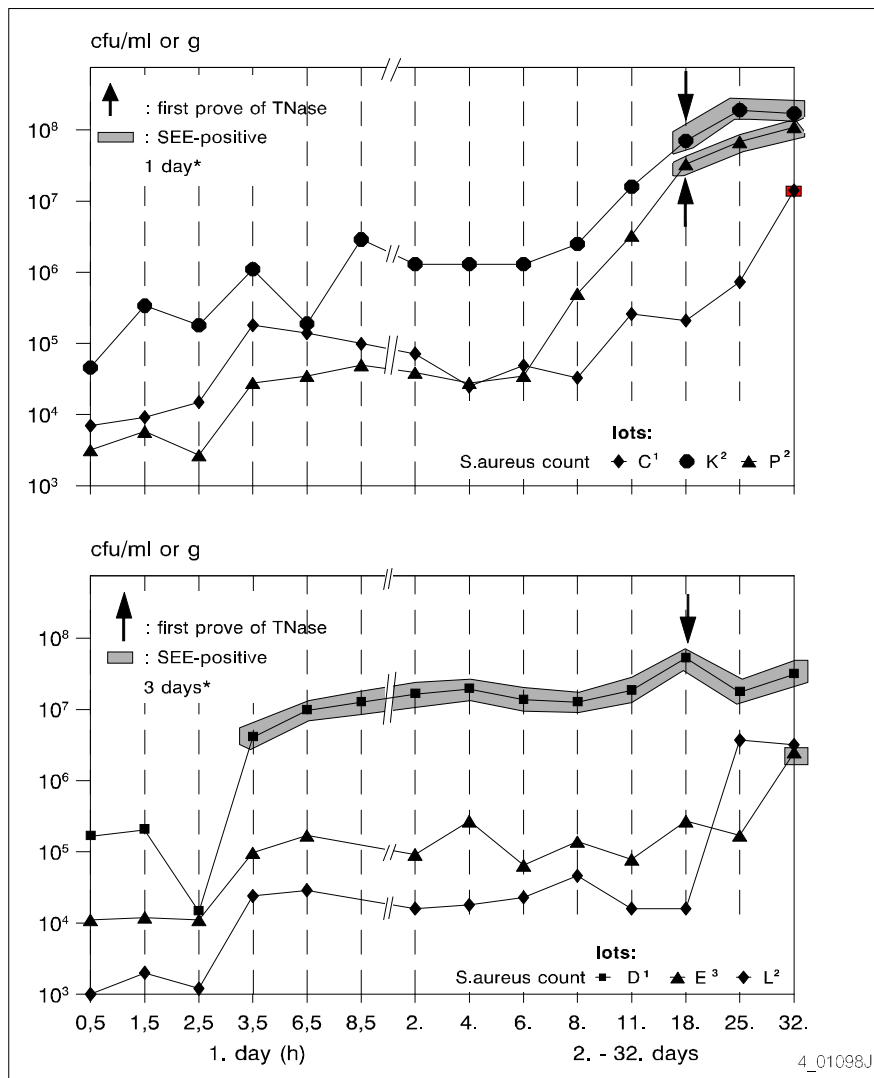 cfu/ml or g
: first prove of TNase
: SEE-positive
1 day*
10⁸
10⁷
10⁶
10⁵
10⁴
10³
lots:
S.aureus count C¹ K² P²
cfu/ml or g
: first prove of TNase
: SEE-positive
3 days*
10⁸
10⁷
10⁶
10⁵
10⁴
10³
lots:
S.aureus count D¹ E³ L²
0,5 1,5 2,5 3,5 6,5 8,5 2. 4. 6. 8. 11. 18. 25. 32.
1. day (h) 2. - 32. days
4_01098J